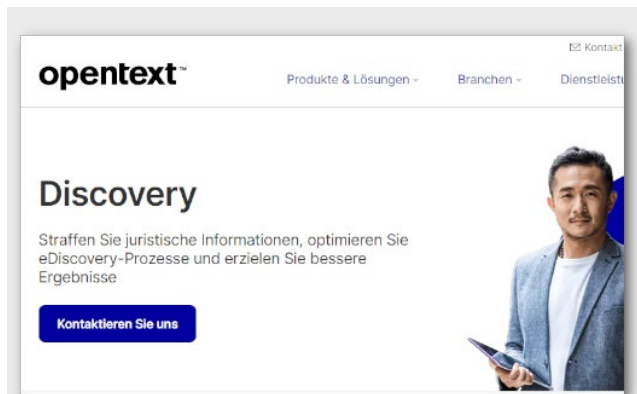 Kontakt
opentext™
Produkte & Lösungen
Branchen
Discovery
Straffen Sie juristische Informationen, optimieren Sie
eDiscovery-Prozesse und erzielen Sie bessere
Ergebnisse
Kontaktieren Sie uns